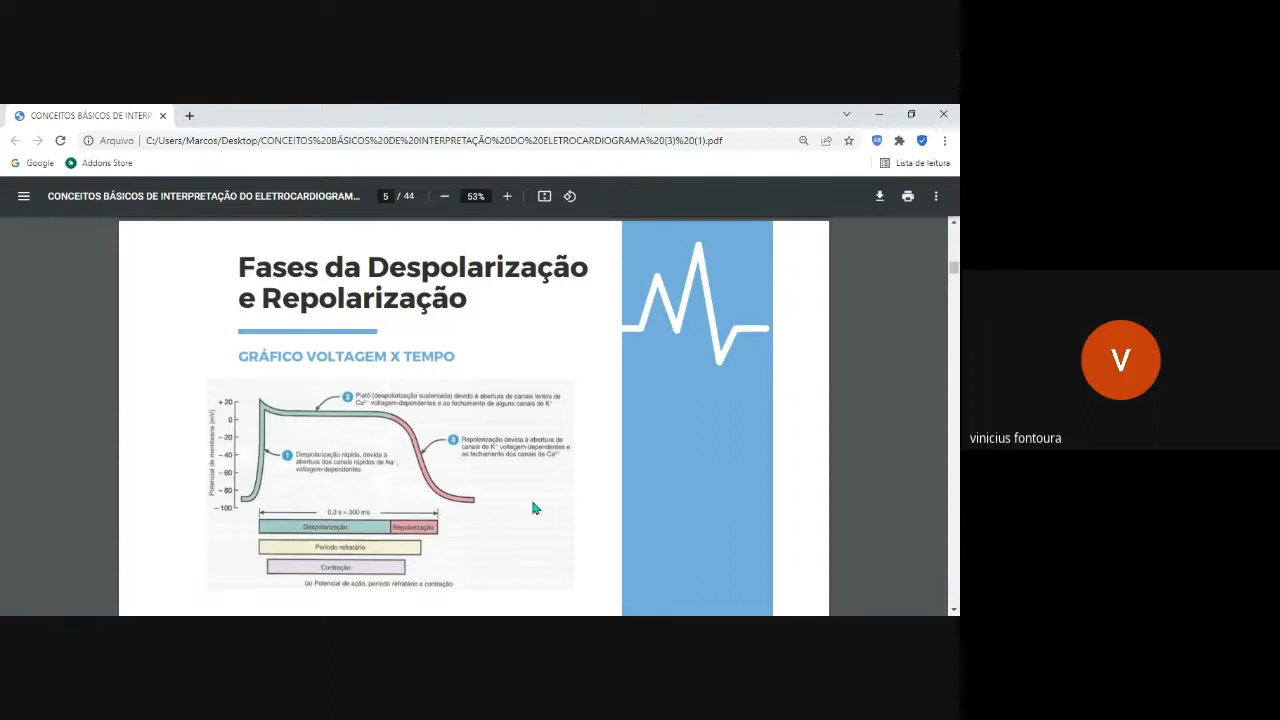 CONCEITOS BÁSICOS DE INTERP
Arquivo
C:/Users/Marcos/Desktop/CONCEITOS%20BÁSICOS%20DE%20INTERPRETAÇÃO%20DO%20ELETROCARDIOGRAMA%20(3)%20(1).pdf
Google
Addons Store
Lista de leitura
CONCEITOS BÁSICOS DE INTERPRETAÇÃO DO ELETROCARDIOGRAM...
5 / 44
53%
Fases da Despolarização
e Repolarização
GRÁFICO VOLTAGEM X TEMPO
Potencial de membrana (mV)
+20
0
−20
−40
−60
−80
−100
2 Platô (despolarização sustentada) devido à abertura de canais lentos de
Ca²⁺ voltagem-dependentes e ao fechamento de alguns canais de K⁺
3 Repolarização devida à abertura de
canais de K⁺ voltagem-dependentes e
ao fechamento dos canais de Ca²⁺
1 Despolarização rápida, devida à
abertura dos canais rápidos de Na⁺,
voltagem-dependentes
0,3 s = 300 ms
Despolarização
Repolarização
Período refratário
Contração
(a) Potencial de ação, período refratário e contração
V
vinicius fontoura